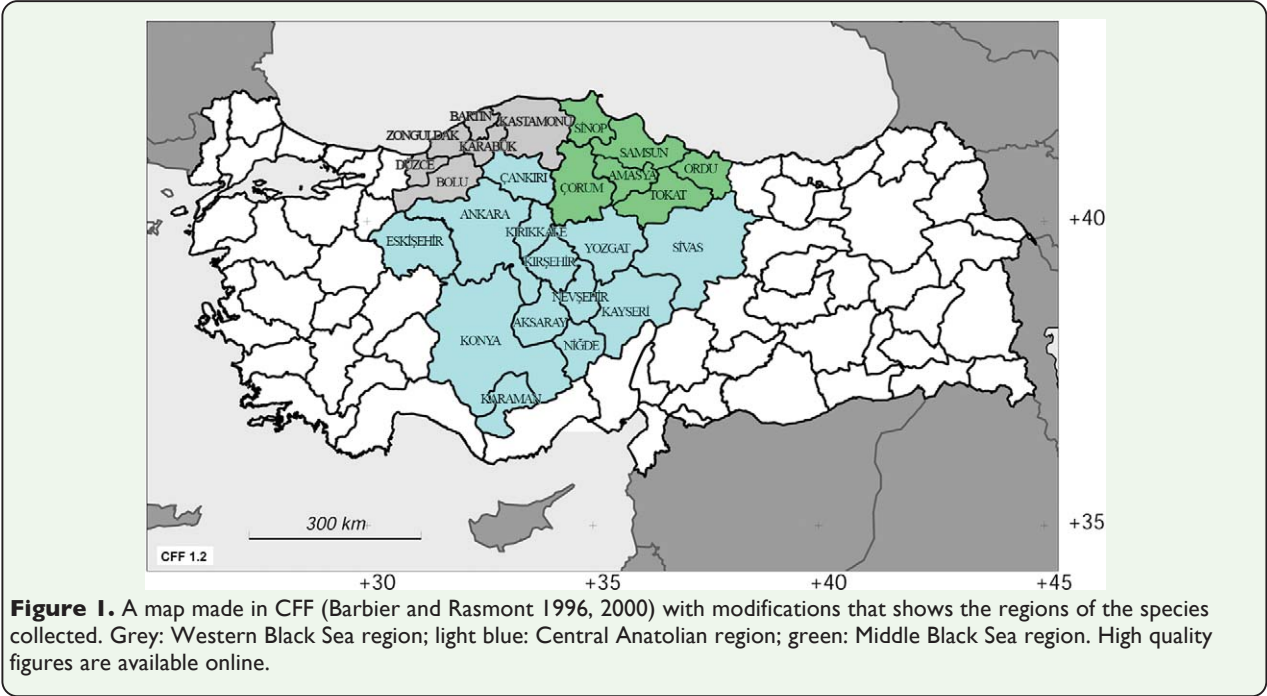 BARTIN
KASTAMONU
ZONGULDAK
SİNOP
KARABÜK
SAMSUN
DÜZCE
ORDU
BOLU
ÇANKIRI
AMASYA
ÇORUM
TOKAT
ANKARA
+40
KIRIKKALE
ESKİŞEHİR
YOZGAT
SİVAS
KIRŞEHİR
NEVŞEHİR
KAYSERİ
AKSARAY
KONYA
NİĞDE
KARAMAN
300 km
+35
CFF 1.2
+30 +35 +40 +45
Figure 1. A map made in CFF (Barbier and Rasmont 1996, 2000) with modifications that shows the regions of the species
collected. Grey: Western Black Sea region; light blue: Central Anatolian region; green: Middle Black Sea region. High quality
figures are available online.